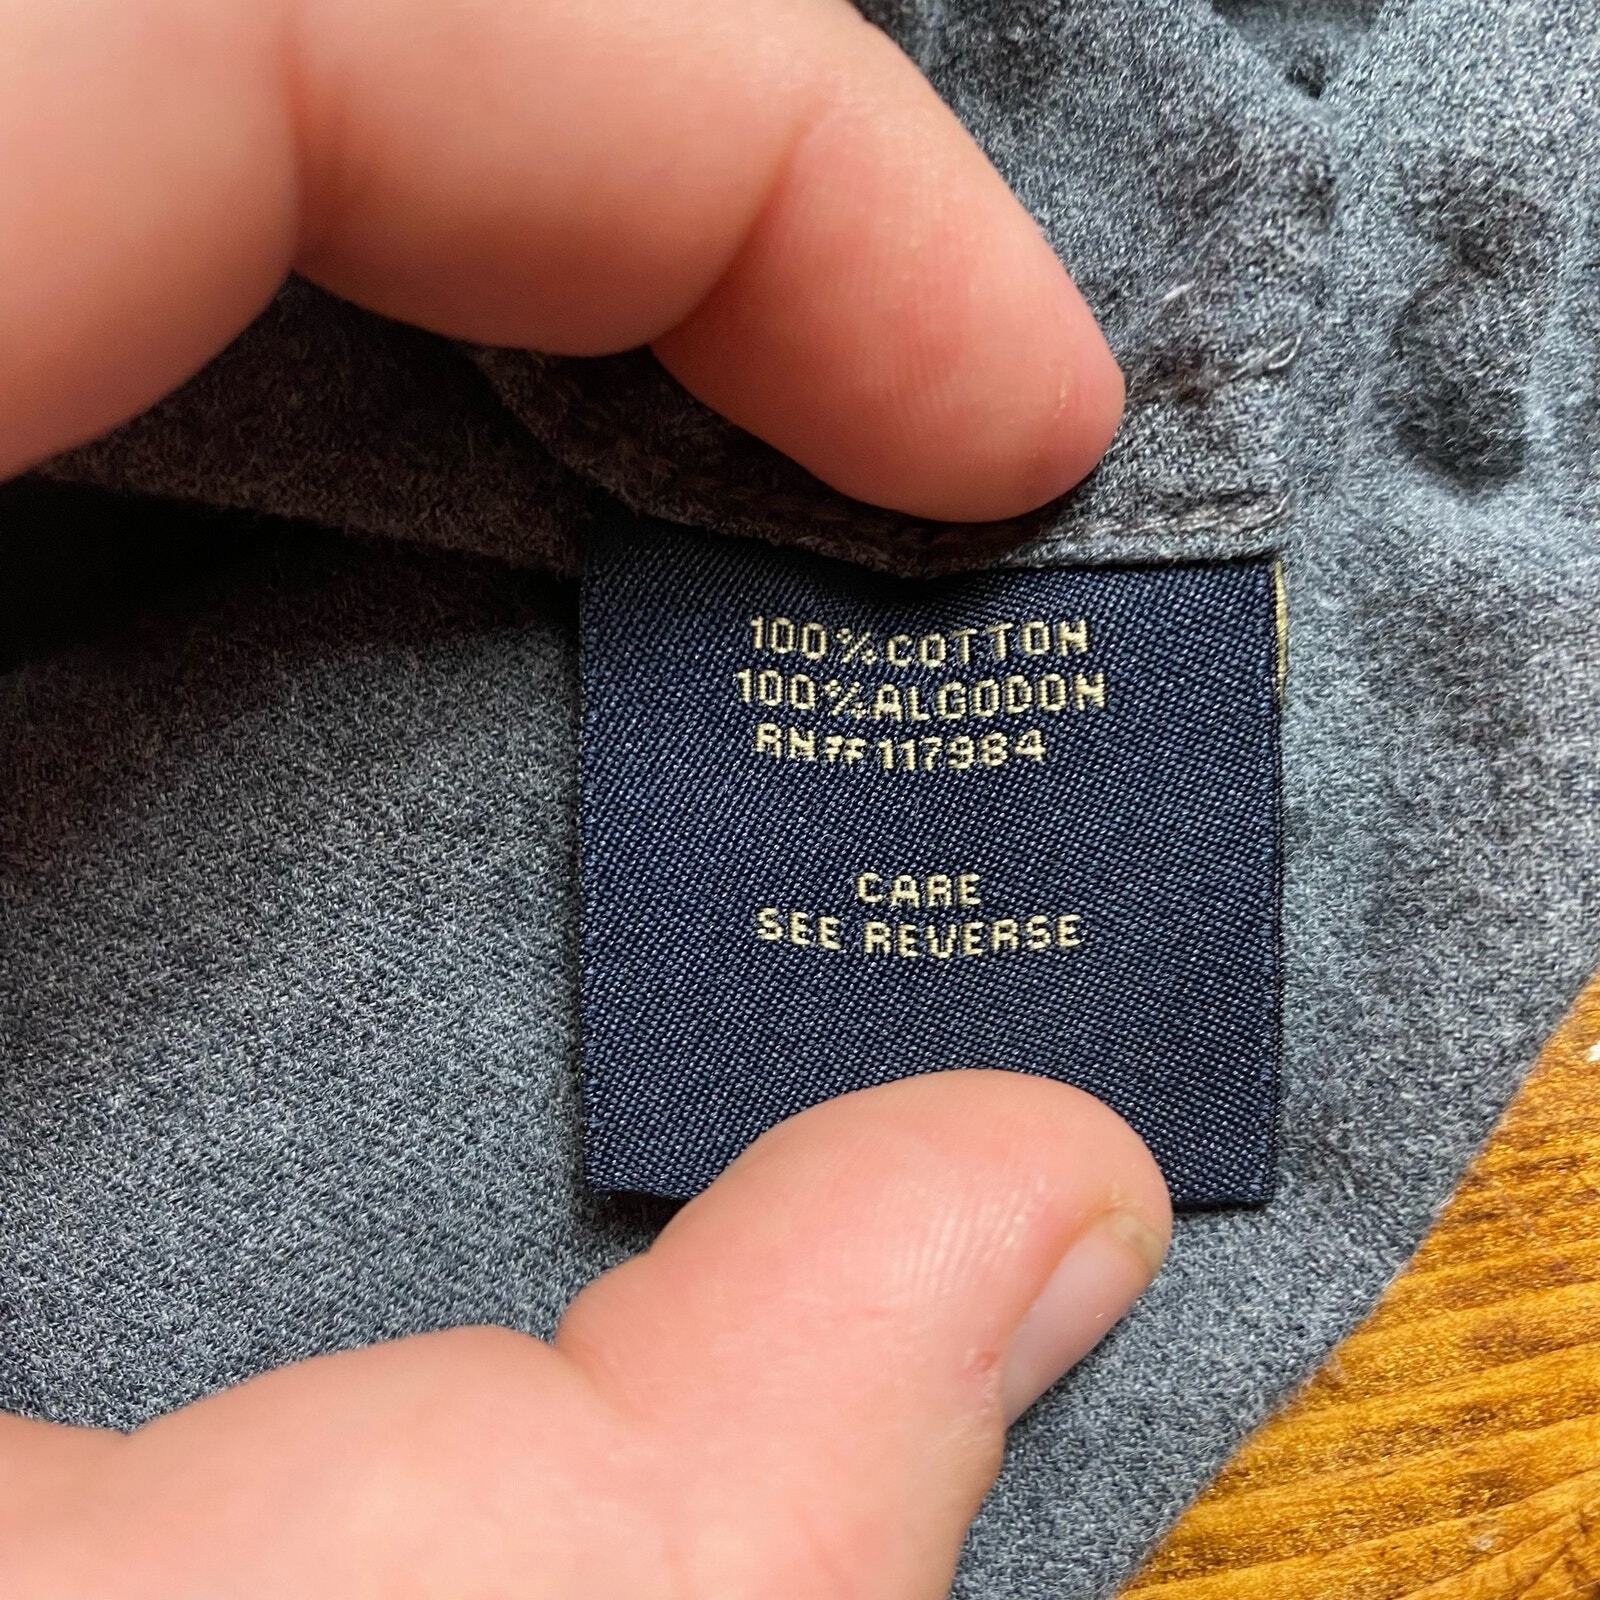 100% COTTON
100% ALGODON
RN# 117984
CARE
SEE REVERSE